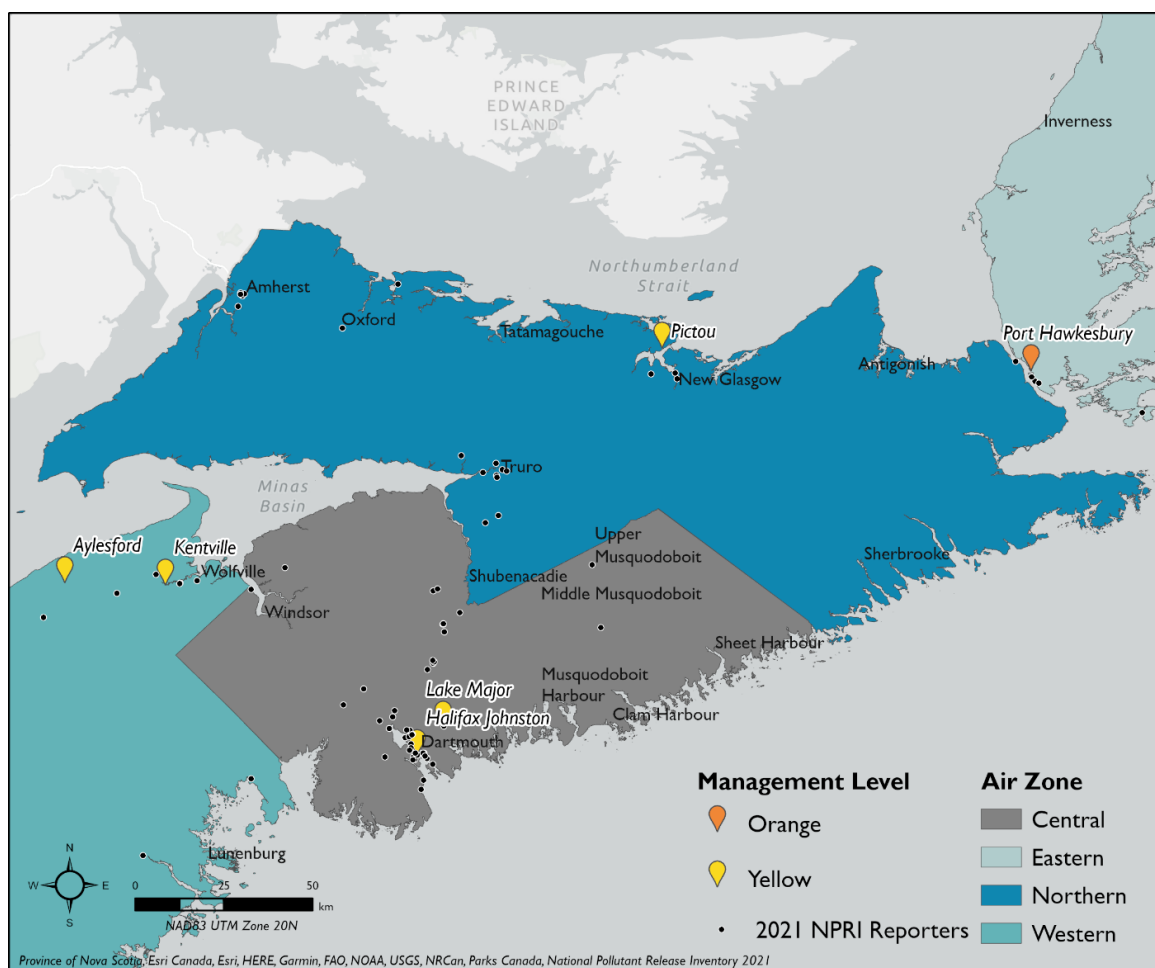 PRINCE
EDWARD
ISLAND
Inverness
Northumberland
Strait
Amherst
Oxford
Tatamagouche
Pictou
Port Hawkesbury
Antigonish
New Glasgow
Truro
Minas
Basin
Aylesford
Kentville
Wolfville
Windsor
Shubenacadie
Upper
Musquodoboit
Middle Musquodoboit
Sherbrooke
Sheet Harbour
Musquodoboit
Harbour
Clam Harbour
Lake Major
Halifax Johnston
Dartmouth
Lunenburg
Management Level
Orange
Yellow
2021 NPRI Reporters
Air Zone
Central
Eastern
Northern
Western
N
W
E
S
0
25
50
km
NAD83 UTM Zone 20N
Province of Nova Scotia, Esri Canada, Esri, HERE, Garmin, FAO, NOAA, USGS, NRCan, Parks Canada, National Pollutant Release Inventory 2021